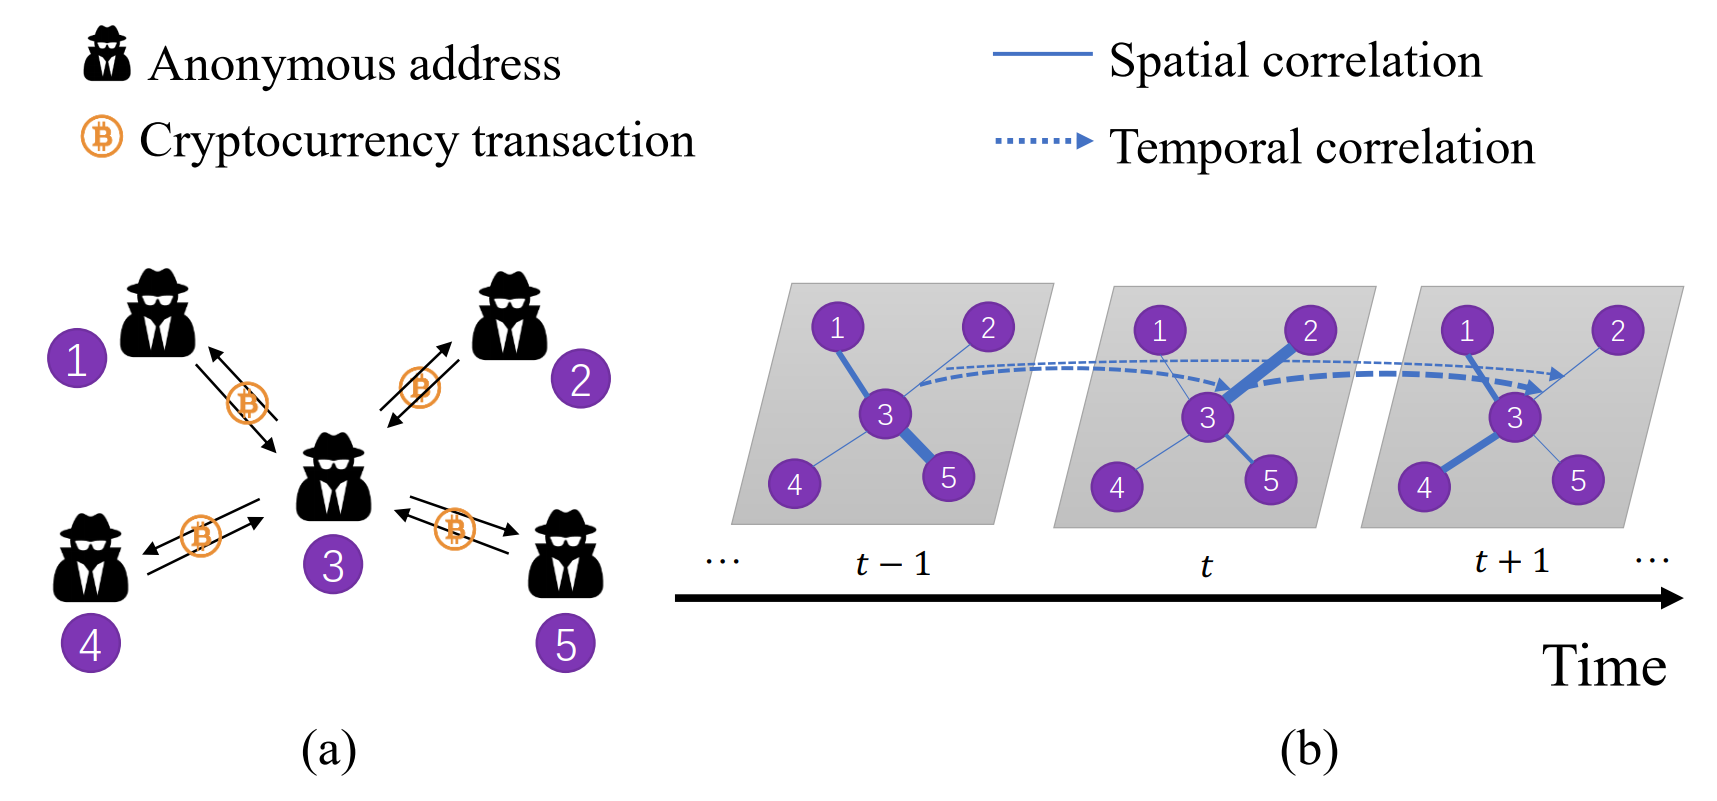 Anonymous address
Cryptocurrency transaction
Spatial correlation
Temporal correlation
1
2
3
4
5
1 2
3
4 5
1 2
3
4 5
1 2
3
4 5
… t − 1 t t + 1 …
Time
(a)
(b)